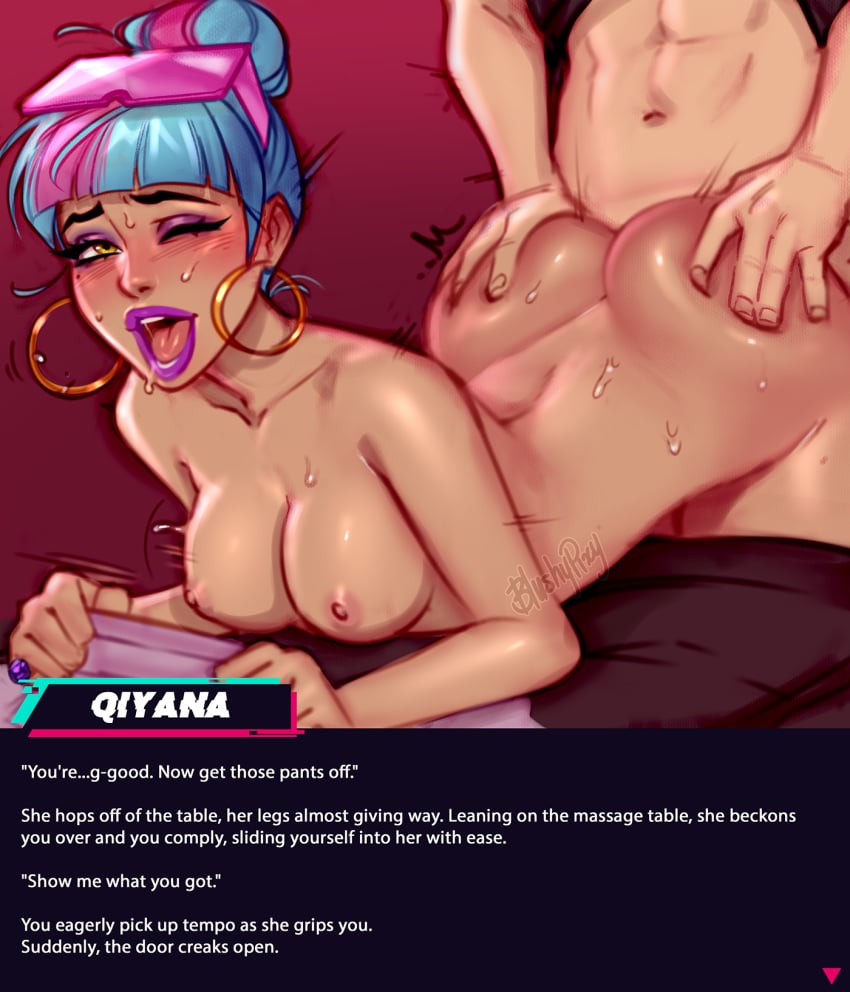 BlushyRxy
QIYANA
"You're...g-good. Now get those pants off."
She hops off of the table, her legs almost giving way. Leaning on the massage table, she beckons
you over and you comply, sliding yourself into her with ease.
"Show me what you got."
You eagerly pick up tempo as she grips you.
Suddenly, the door creaks open.